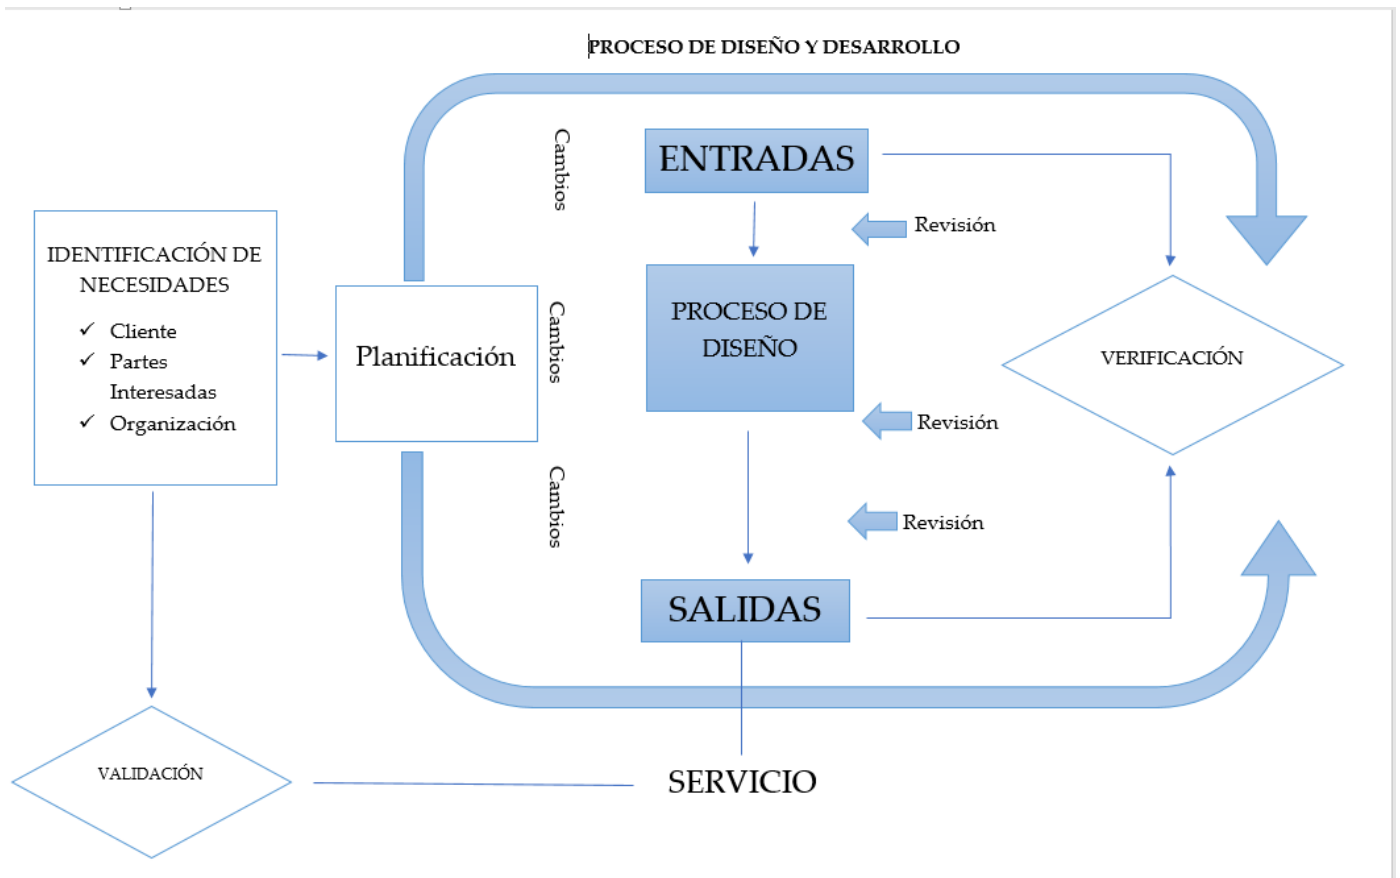 PROCESO DE DISEÑO Y DESARROLLO
Cambios
ENTRADAS
Revisión
IDENTIFICACIÓN DE
NECESIDADES
✓ Cliente
✓ Partes
Interesadas
✓ Organización
Planificación
Cambios
PROCESO DE
DISEÑO
VERIFICACIÓN
Revisión
Cambios
Revisión
SALIDAS
VALIDACIÓN
SERVICIO